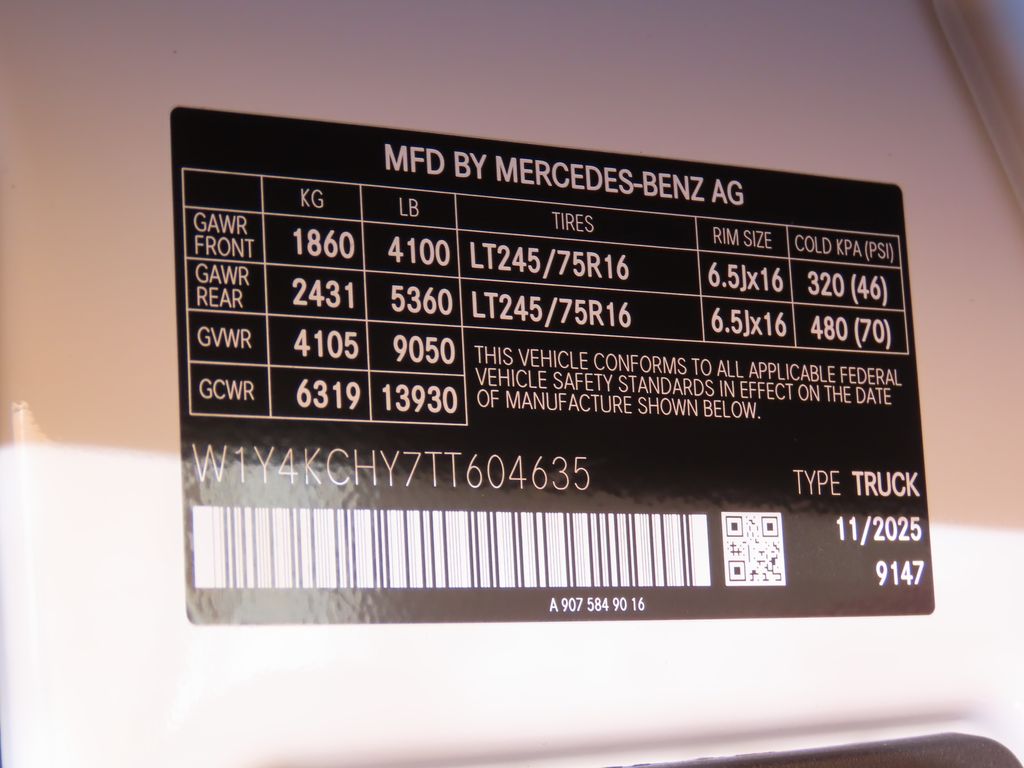 MFD BY MERCEDES-BENZ AG
KG LB TIRES RIM SIZE COLD KPA (PSI)
GAWR FRONT 1860 4100 LT245/75R16 6.5Jx16 320 (46)
GAWR REAR 2431 5360 LT245/75R16 6.5Jx16 480 (70)
GVWR 4105 9050
GCWR 6319 13930
THIS VEHICLE CONFORMS TO ALL APPLICABLE FEDERAL
VEHICLE SAFETY STANDARDS IN EFFECT ON THE DATE
OF MANUFACTURE SHOWN BELOW.
W1Y4KCHY7TT604635
TYPE TRUCK
11/2025
9147
A 907 584 90 16